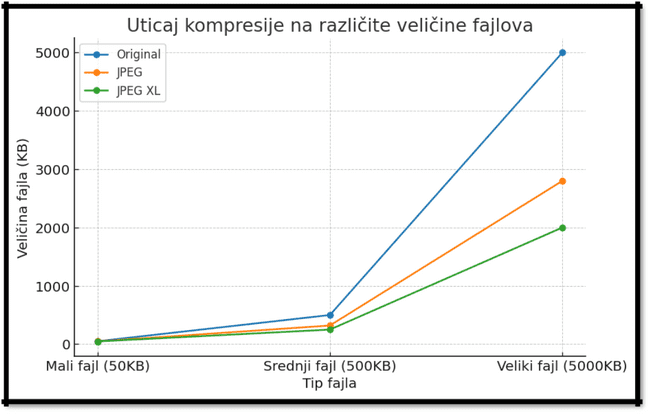 Uticaj kompresije na različite veličine fajlova
Original
JPEG
JPEG XL
Veličina fajla (KB)
5000
4000
3000
2000
1000
0
Mali fajl (50KB)
Srednji fajl (500KB)
Veliki fajl (5000KB)
Tip fajla